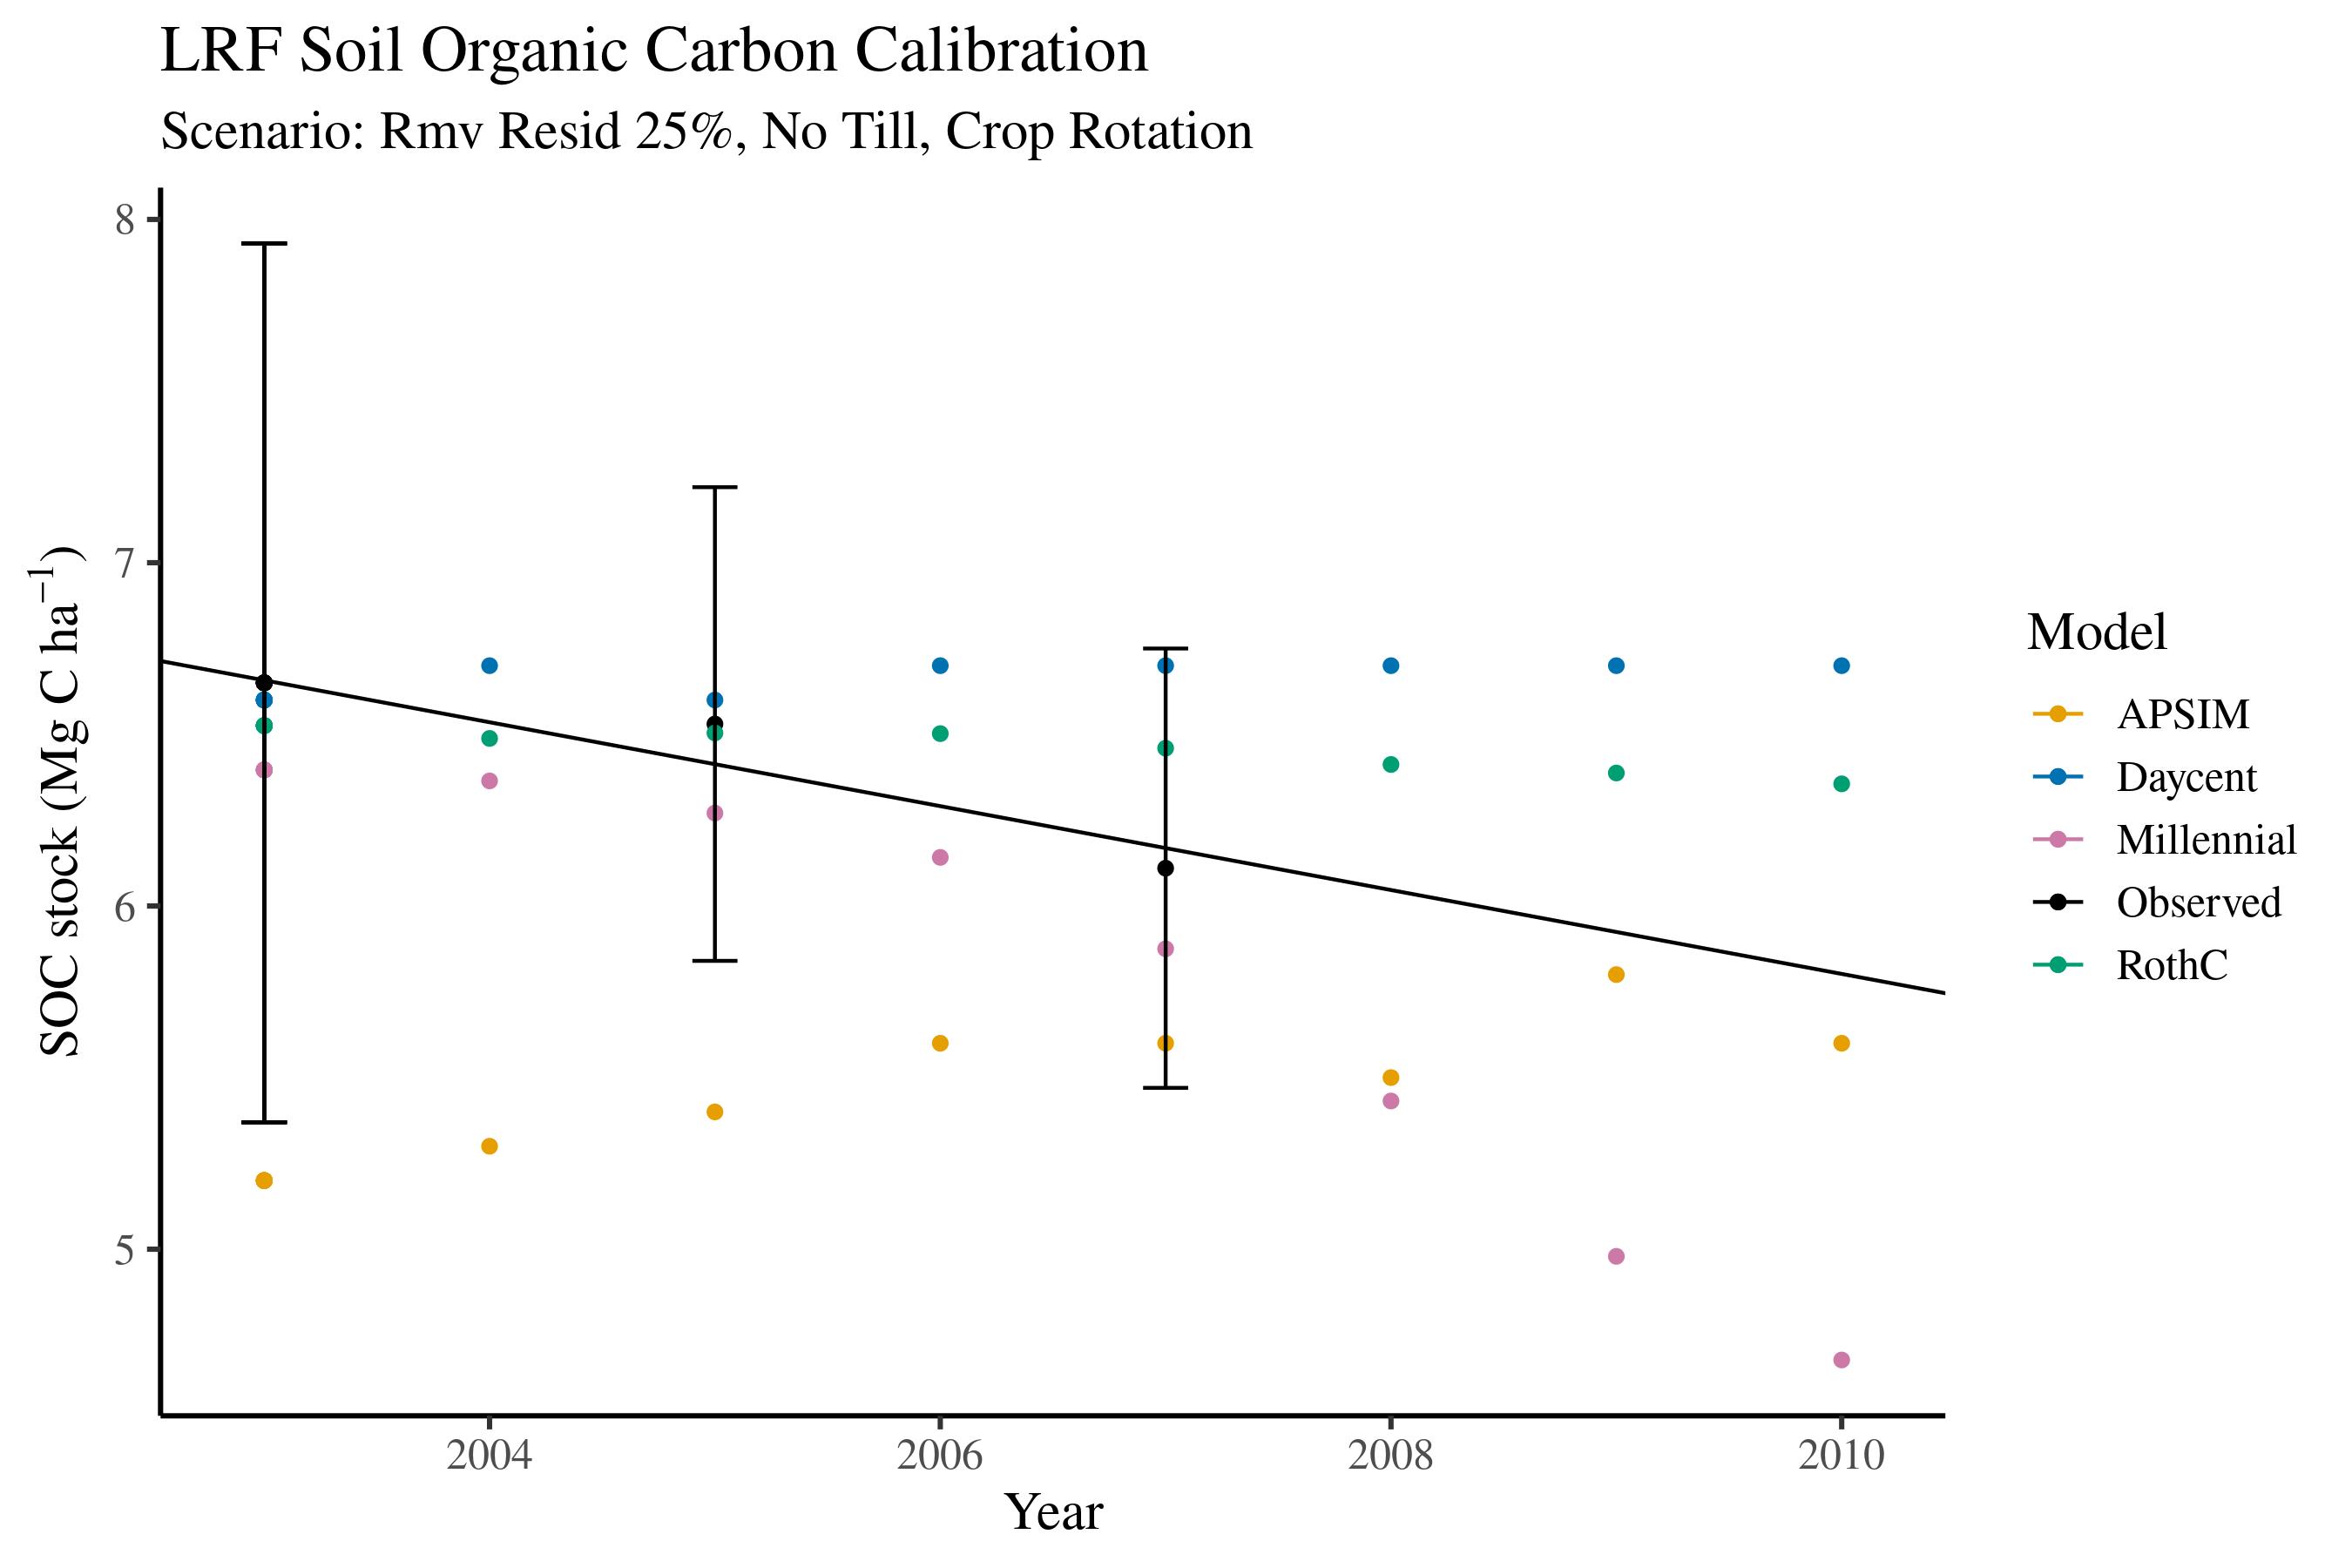 LRF Soil Organic Carbon Calibration
Scenario: Rmv Resid 25%, No Till, Crop Rotation
SOC stock (Mg C ha⁻¹)
8
7
6
5
2004
2006
2008
2010
Year
Model
APSIM
Daycent
Millennial
Observed
RothC